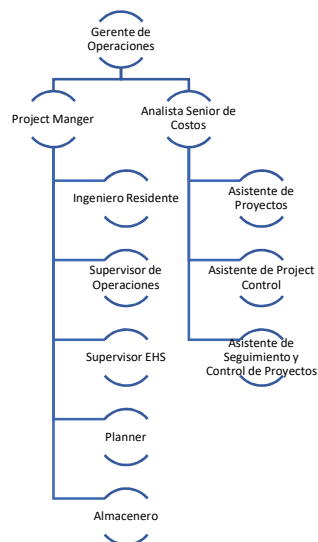 Gerente de
Operaciones
Project Manger
Analista Senior de
Costos
Ingeniero Residente
Supervisor de
Operaciones
Supervisor EHS
Planner
Almacenero
Asistente de
Proyectos
Asistente de Project
Control
Asistente de
Seguimiento y
Control de Proyectos